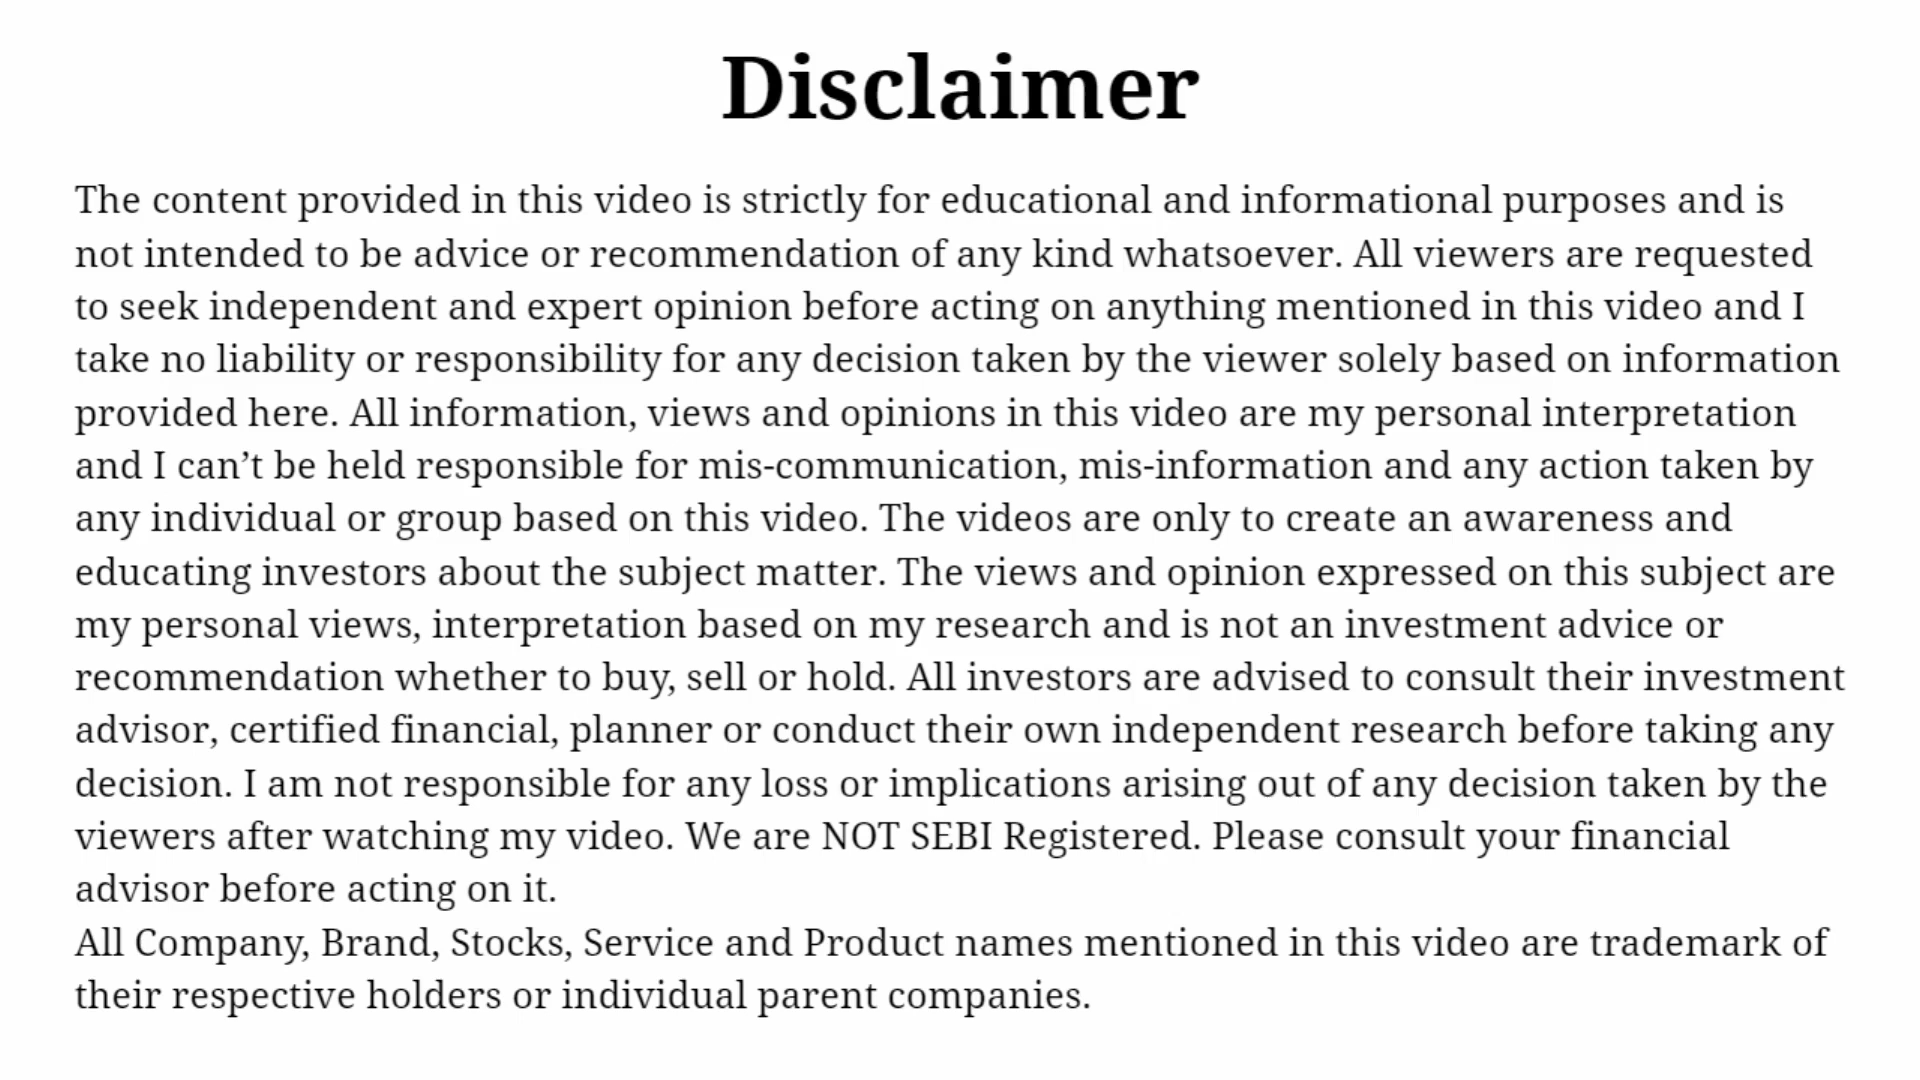 Disclaimer
The content provided in this video is strictly for educational and informational purposes and is
not intended to be advice or recommendation of any kind whatsoever. All viewers are requested
to seek independent and expert opinion before acting on anything mentioned in this video and I
take no liability or responsibility for any decision taken by the viewer solely based on information
provided here. All information, views and opinions in this video are my personal interpretation
and I can’t be held responsible for mis-communication, mis-information and any action taken by
any individual or group based on this video. The videos are only to create an awareness and
educating investors about the subject matter. The views and opinion expressed on this subject are
my personal views, interpretation based on my research and is not an investment advice or
recommendation whether to buy, sell or hold. All investors are advised to consult their investment
advisor, certified financial, planner or conduct their own independent research before taking any
decision. I am not responsible for any loss or implications arising out of any decision taken by the
viewers after watching my video. We are NOT SEBI Registered. Please consult your financial
advisor before acting on it.
All Company, Brand, Stocks, Service and Product names mentioned in this video are trademark of
their respective holders or individual parent companies.